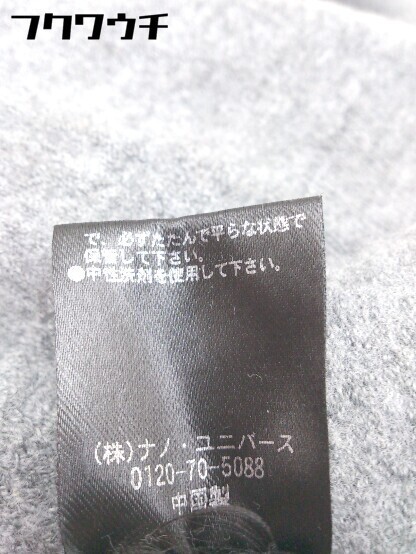 フクワウチ
で、必ずたたんで平らな状態で
保管して下さい。
●中性洗剤を使用して下さい。
(株)ナノ・ユニバース
0120-70-5088
中国製